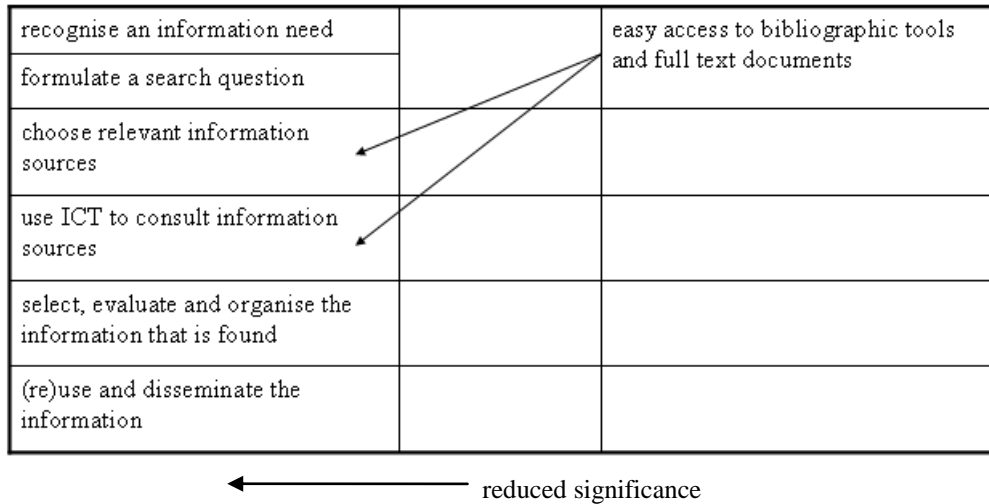 recognise an information need
easy access to bibliographic tools
and full text documents
formulate a search question
choose relevant information
sources
use ICT to consult information
sources
select, evaluate and organise the
information that is found
(re)use and disseminate the
information
reduced significance